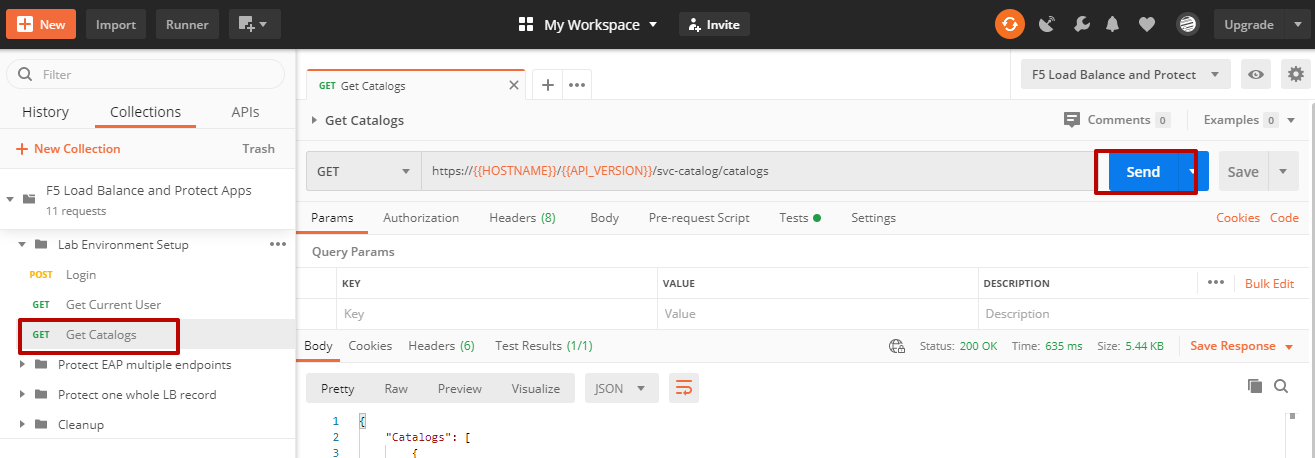 New Import Runner My Workspace Invite Upgrade
Filter
History Collections APIs
New Collection Trash
F5 Load Balance and Protect Apps
11 requests
Lab Environment Setup
POST Login
GET Get Current User
GET Get Catalogs
Protect EAP multiple endpoints
Protect one whole LB record
Cleanup
GET Get Catalogs
F5 Load Balance and Protect
Get Catalogs Comments 0 Examples 0
GET https://{{HOSTNAME}}/{{API_VERSION}}/svc-catalog/catalogs Send Save
Params Authorization Headers (8) Body Pre-request Script Tests Settings Cookies Code
Query Params
KEY VALUE DESCRIPTION Bulk Edit
Key Value Description
Body Cookies Headers (6) Test Results (1/1) Status: 200 OK Time: 635 ms Size: 5.44 KB Save Response
Pretty Raw Preview Visualize JSON
1 {
2 "Catalogs": [
3 {